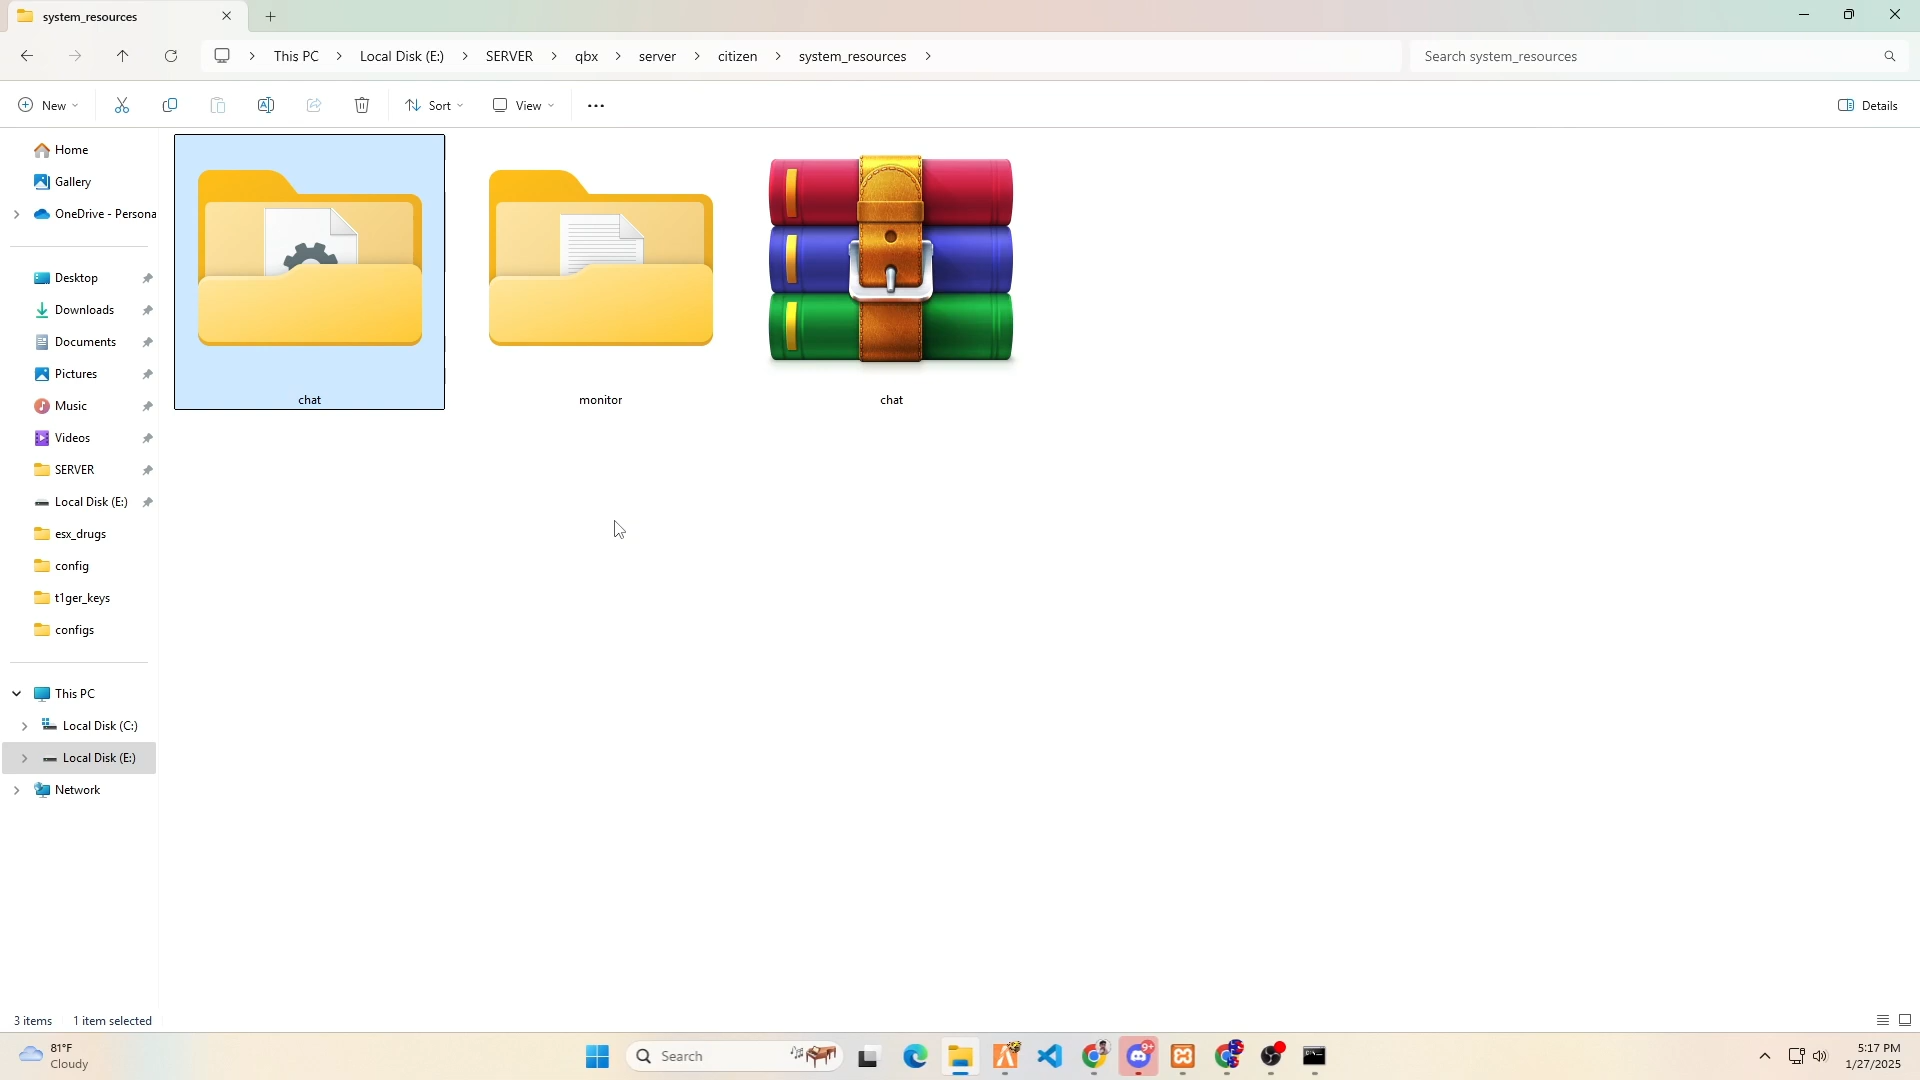 system_resources
This PC
Local Disk (E:)
SERVER
qbx
server
citizen
system_resources
Search system_resources
New
Sort
View
Details
Home
Gallery
OneDrive - Persona
Desktop
Downloads
Documents
Pictures
Music
Videos
SERVER
Local Disk (E:)
esx_drugs
config
t1ger_keys
configs
This PC
Local Disk (C:)
Local Disk (E:)
Network
chat
monitor
chat
3 items
1 item selected
81°F
Cloudy
Search
9+
5:17 PM
1/27/2025